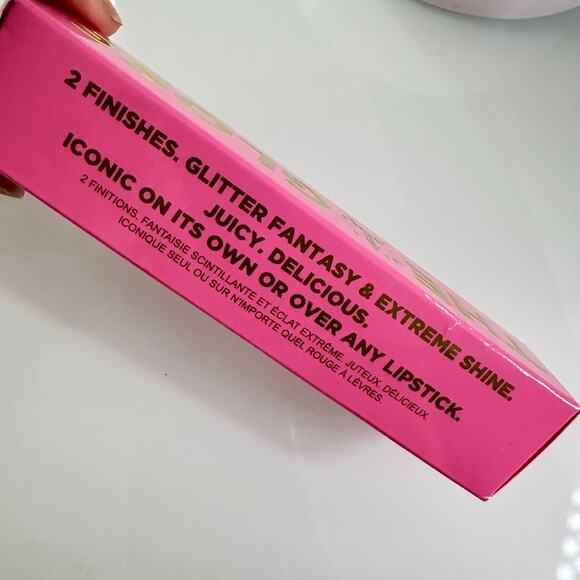 2 FINISHES. GLITTER FANTASY & EXTREME SHINE.
JUICY. DELICIOUS.
ICONIC ON ITS OWN OR OVER ANY LIPSTICK.
2 FINITIONS. FANTAISIE SCINTILLANTE ET ÉCLAT EXTRÊME. JUTEUX. DÉLICIEUX.
ICONIQUE SEUL OU SUR N'IMPORTE QUEL ROUGE À LÈVRES.